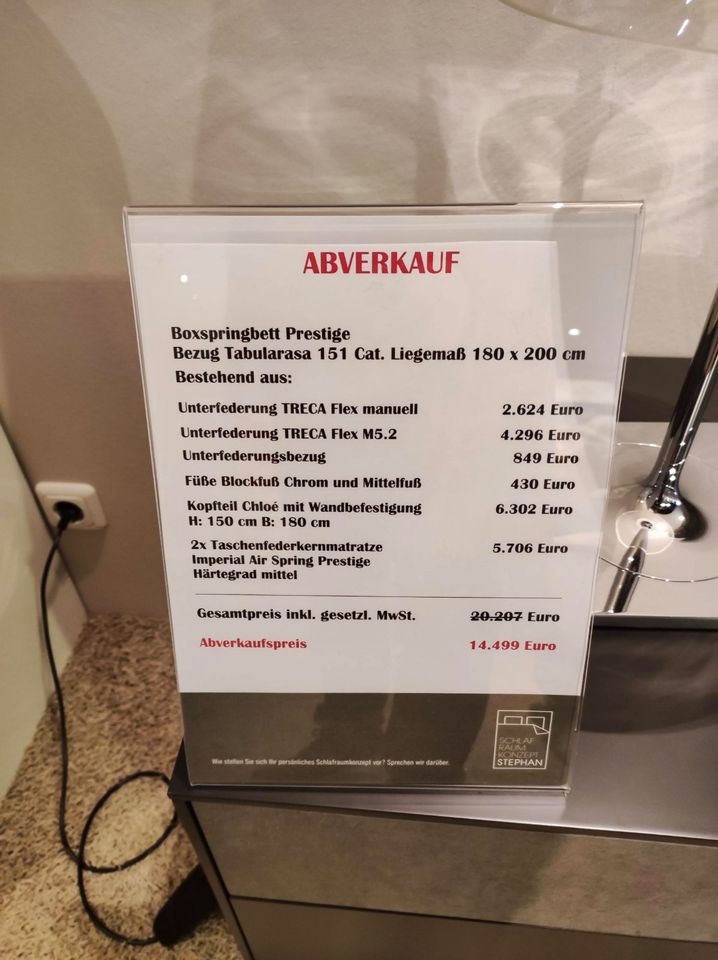 ABVERKAUF
Boxspringbett Prestige
Bezug Tabularasa 151 Cat. Liegemaß 180 x 200 cm
Bestehend aus:
Unterfederung TRECA Flex manuell 2.624 Euro
Unterfederung TRECA Flex M5.2 4.296 Euro
Unterfederungsbezug 849 Euro
Füße Blockfuß Chrom und Mittelfuß 430 Euro
Kopfteil Chloé mit Wandbefestigung 6.302 Euro
H: 150 cm B: 180 cm
2x Taschenfederkernmatratze 5.706 Euro
Imperial Air Spring Prestige
Härtegrad mittel
Gesamtpreis inkl. gesetzl. MwSt. 20.207 Euro
Abverkaufspreis 14.499 Euro
Wie stellen Sie sich Ihr persönliches Schlafraumkonzept vor? Sprechen wir darüber.
SCHLAF
RAUM
KONZEPT
STEPHAN